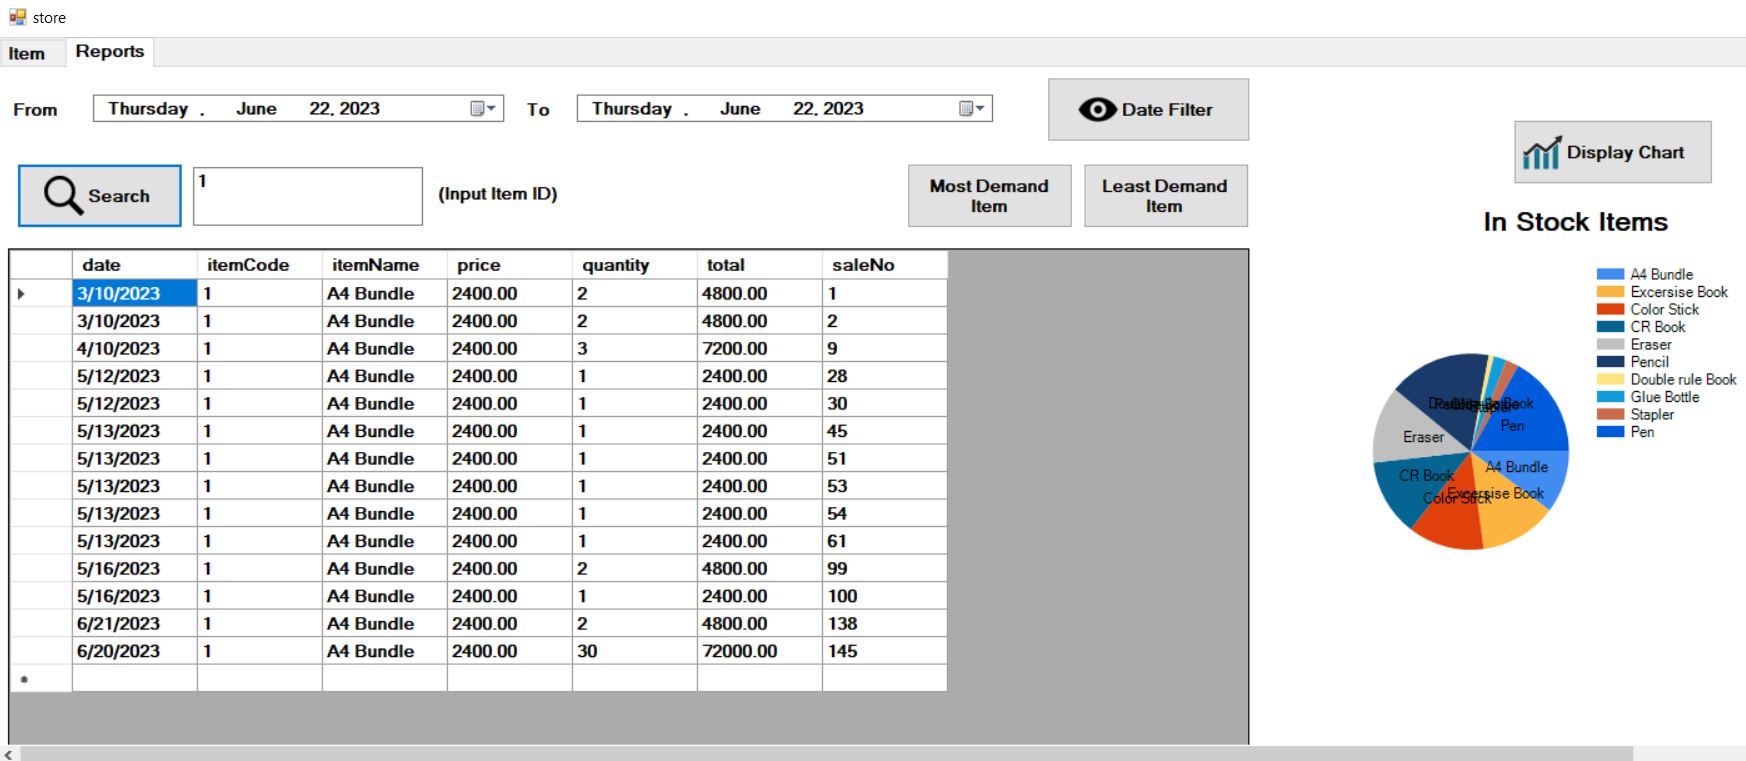 store
Item Reports
From Thursday , June 22, 2023 To Thursday , June 22, 2023 Date Filter
Display Chart
Search 1 (Input Item ID) Most Demand Item Least Demand Item
In Stock Items
date itemCode itemName price quantity total saleNo
3/10/2023 1 A4 Bundle 2400.00 2 4800.00 1
3/10/2023 1 A4 Bundle 2400.00 2 4800.00 2
4/10/2023 1 A4 Bundle 2400.00 3 7200.00 9
5/12/2023 1 A4 Bundle 2400.00 1 2400.00 28
5/12/2023 1 A4 Bundle 2400.00 1 2400.00 30
5/13/2023 1 A4 Bundle 2400.00 1 2400.00 45
5/13/2023 1 A4 Bundle 2400.00 1 2400.00 51
5/13/2023 1 A4 Bundle 2400.00 1 2400.00 53
5/13/2023 1 A4 Bundle 2400.00 1 2400.00 54
5/13/2023 1 A4 Bundle 2400.00 1 2400.00 61
5/16/2023 1 A4 Bundle 2400.00 2 4800.00 99
5/16/2023 1 A4 Bundle 2400.00 1 2400.00 100
6/21/2023 1 A4 Bundle 2400.00 2 4800.00 138
6/20/2023 1 A4 Bundle 2400.00 30 72000.00 145
A4 Bundle
Excersise Book
Color Stick
CR Book
Eraser
Pencil
Double rule Book
Glue Bottle
Stapler
Pen
Stapler
Pen
Eraser
A4 Bundle
CR Book
Excersise Book
Color Stick